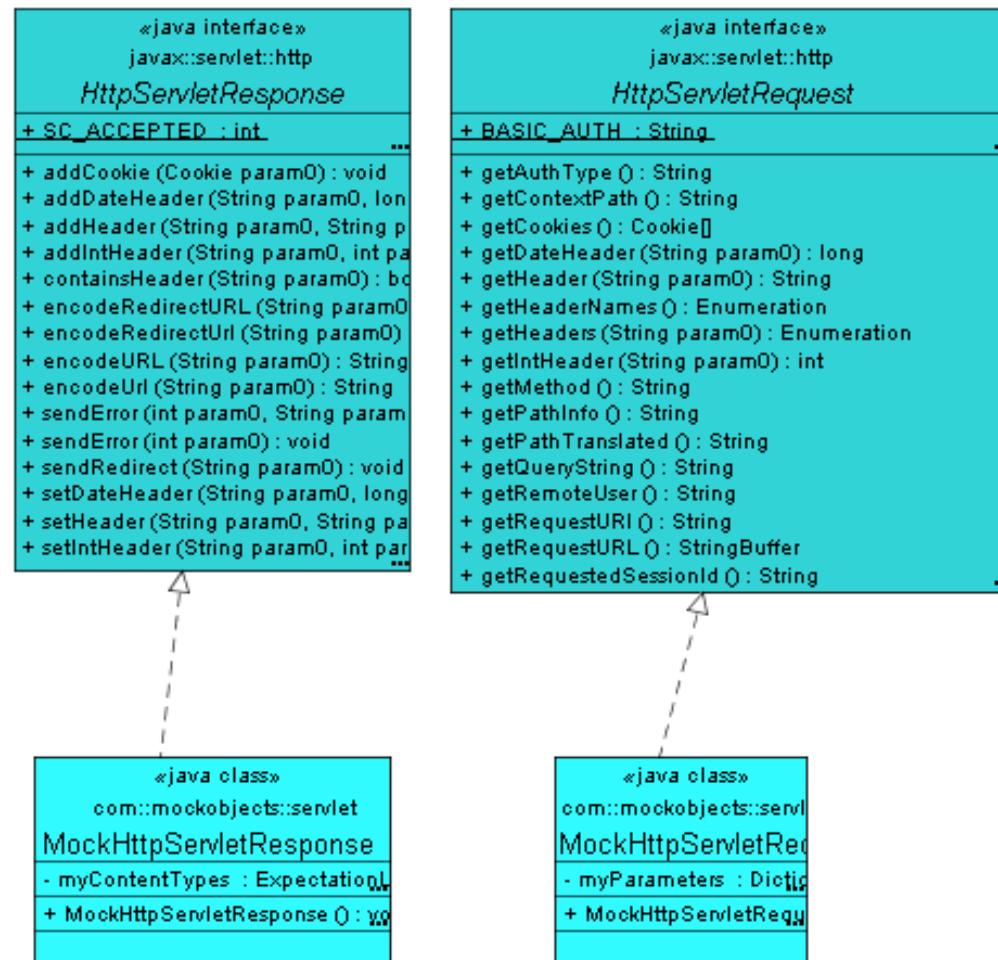 «java interface»
javax::servlet::http
HttpServletResponse
+ SC_ACCEPTED : int
...
+ addCookie (Cookie param0) : void
+ addDateHeader (String param0, lon
+ addHeader (String param0, String p
+ addIntHeader (String param0, int pa
+ containsHeader (String param0) : bo
+ encodeRedirectURL (String param0
+ encodeRedirectUrl (String param0)
+ encodeURL (String param0) : String
+ encodeUrl (String param0) : String
+ sendError (int param0, String param
+ sendError (int param0) : void
+ sendRedirect (String param0) : void
+ setDateHeader (String param0, long
+ setHeader (String param0, String pa
+ setIntHeader (String param0, int par
...
«java interface»
javax::servlet::http
HttpServletRequest
+ BASIC_AUTH : String
+ getAuthType () : String
+ getContextPath () : String
+ getCookies () : Cookie[]
+ getDateHeader (String param0) : long
+ getHeader (String param0) : String
+ getHeaderNames () : Enumeration
+ getHeaders (String param0) : Enumeration
+ getIntHeader (String param0) : int
+ getMethod () : String
+ getPathInfo () : String
+ getPathTranslated () : String
+ getQueryString () : String
+ getRemoteUser () : String
+ getRequestURI () : String
+ getRequestURL () : StringBuffer
+ getRequestedSessionId () : String
«java class»
com::mockobjects::servlet
MockHttpServletResponse
- myContentTypes : ExpectationL
+ MockHttpServletResponse () : vo
«java class»
com::mockobjects::servl
MockHttpServletRec
- myParameters : Dictio
+ MockHttpServletRequ